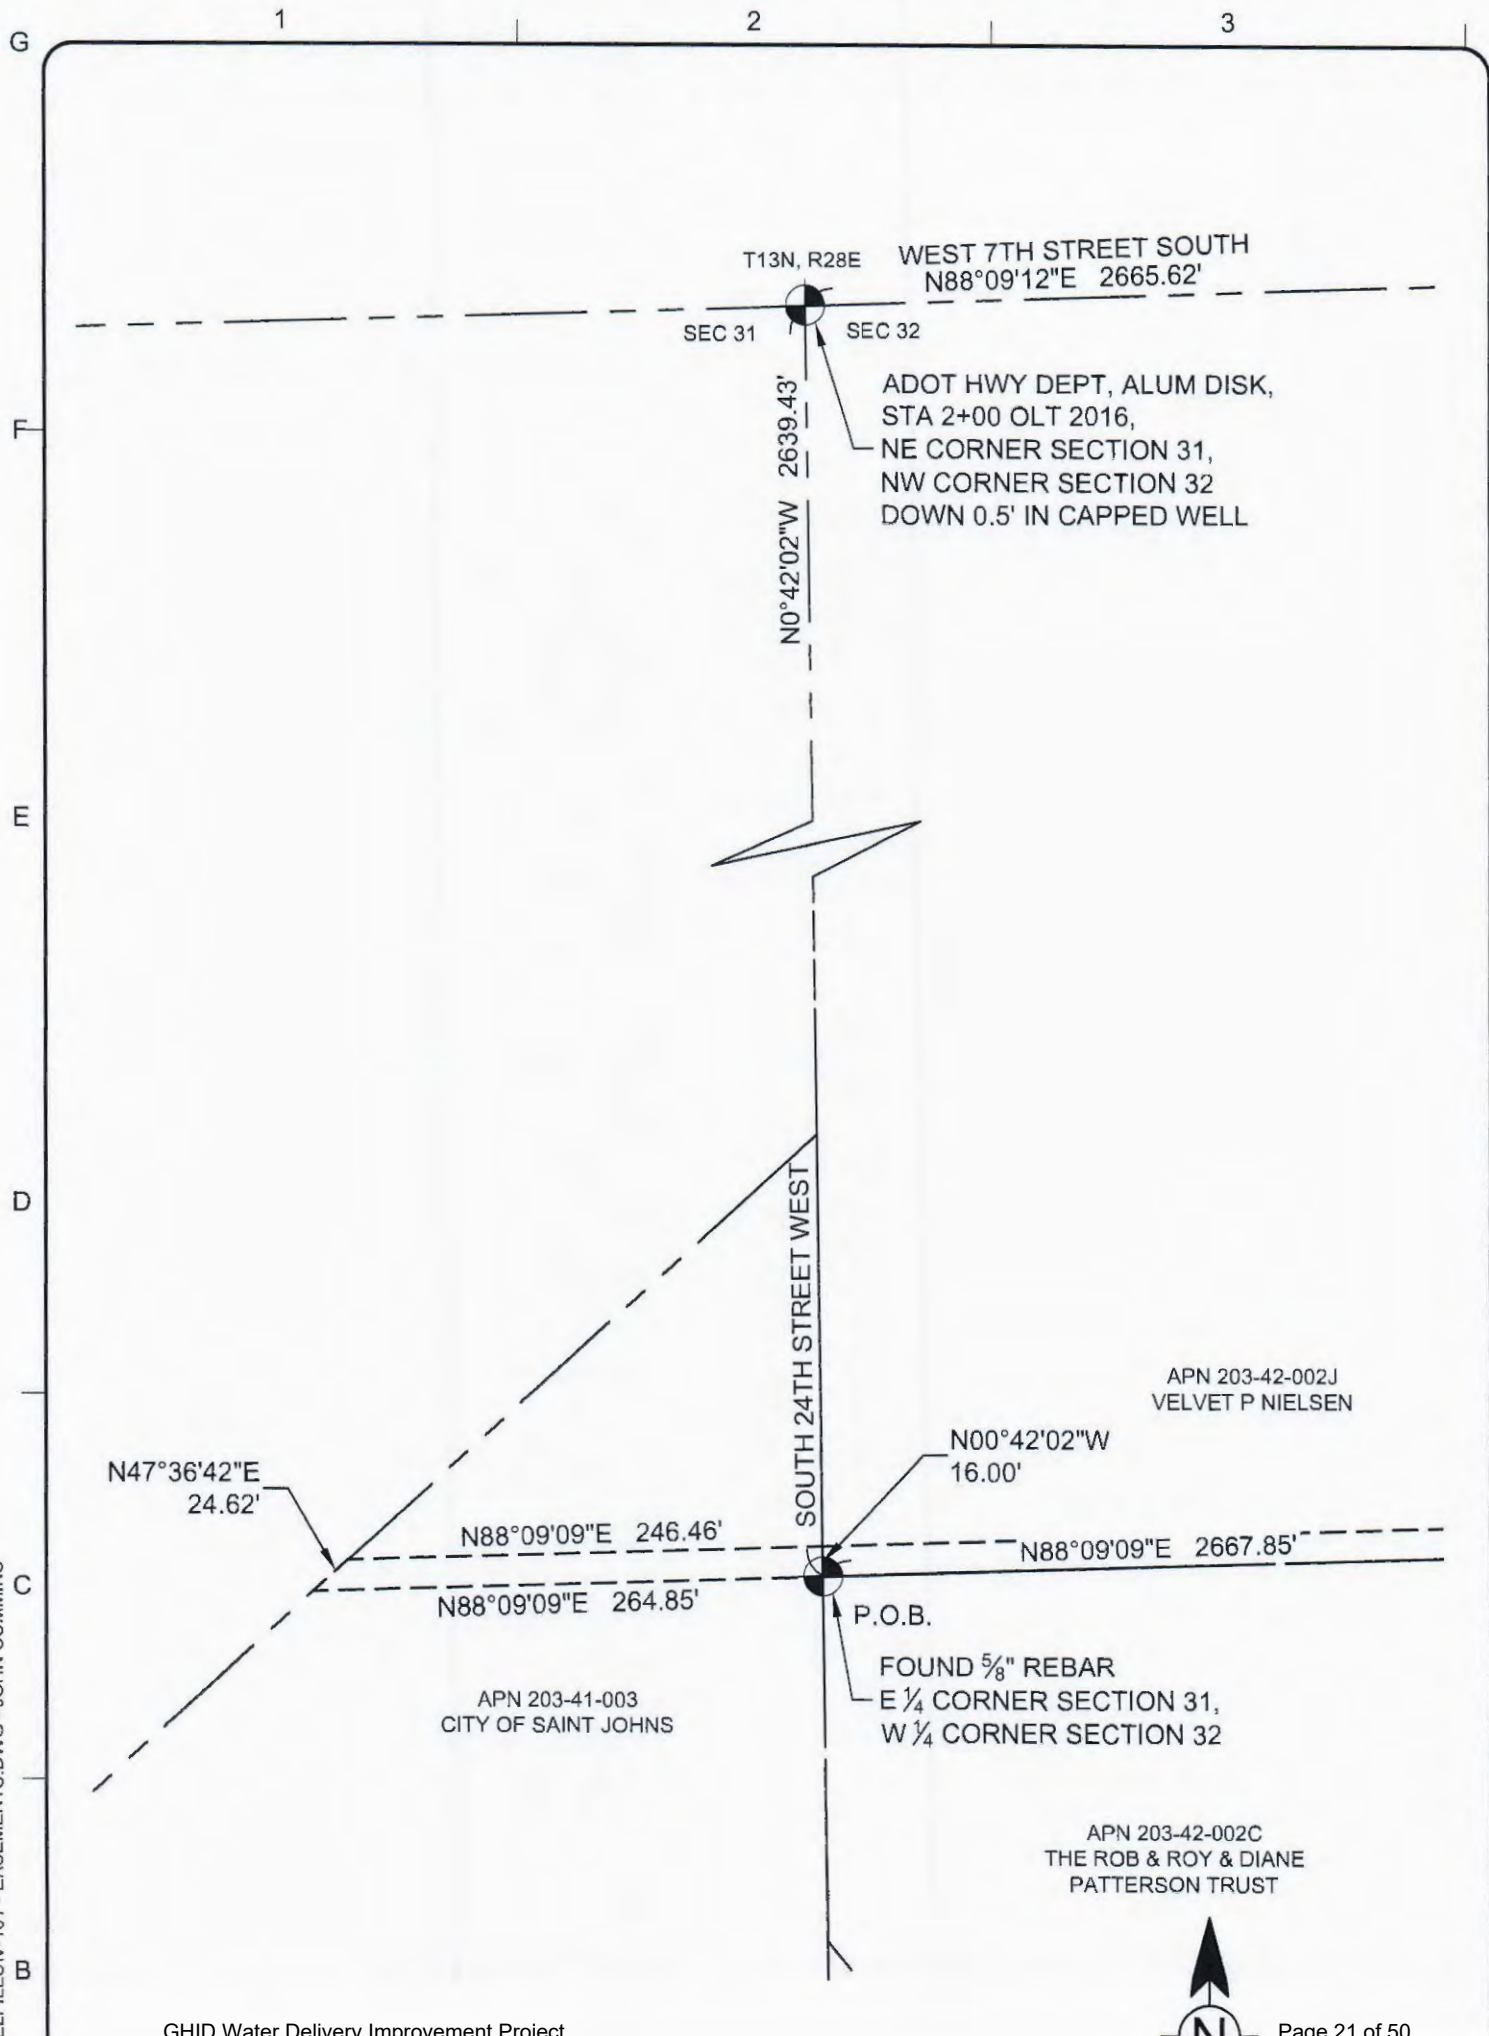 1
2
3
G
T13N, R28E
WEST 7TH STREET SOUTH
N88°09'12"E 2665.62'
SEC 31
SEC 32
N0°42'02"W 2639.43'
ADOT HWY DEPT, ALUM DISK,
STA 2+00 OLT 2016,
NE CORNER SECTION 31,
NW CORNER SECTION 32
DOWN 0.5' IN CAPPED WELL
F
E
D
SOUTH 24TH STREET WEST
APN 203-42-002J
VELVET P NIELSEN
N00°42'02"W
16.00'
N47°36'42"E
24.62'
N88°09'09"E 246.46'
N88°09'09"E 2667.85'
C
N88°09'09"E 264.85'
P.O.B.
FOUND ⅝" REBAR
E ¼ CORNER SECTION 31,
W ¼ CORNER SECTION 32
APN 203-41-003
CITY OF SAINT JOHNS
APN 203-42-002C
THE ROB & ROY & DIANE
PATTERSON TRUST
B
N
GHID Water Delivery Improvement Project
Page 21 of 50